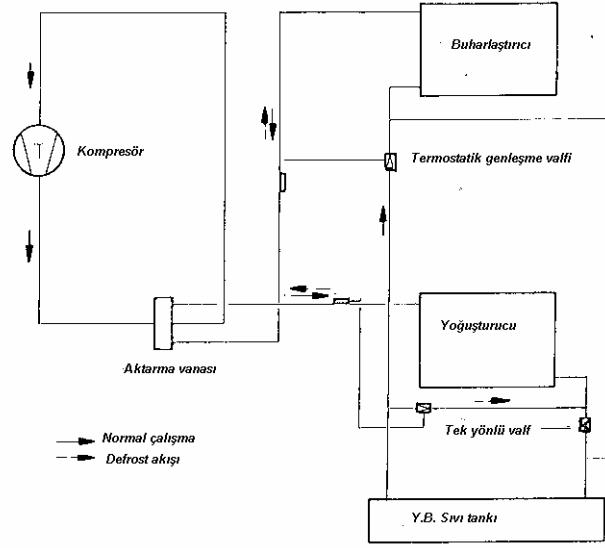 Buharlaştırıcı
Kompresör
Termostatik genleşme valfi
Yoğuşturucu
Aktarma vanası
Tek yönlü valf
Normal çalışma
Defrost akışı
Y.B. Sıvı tankı